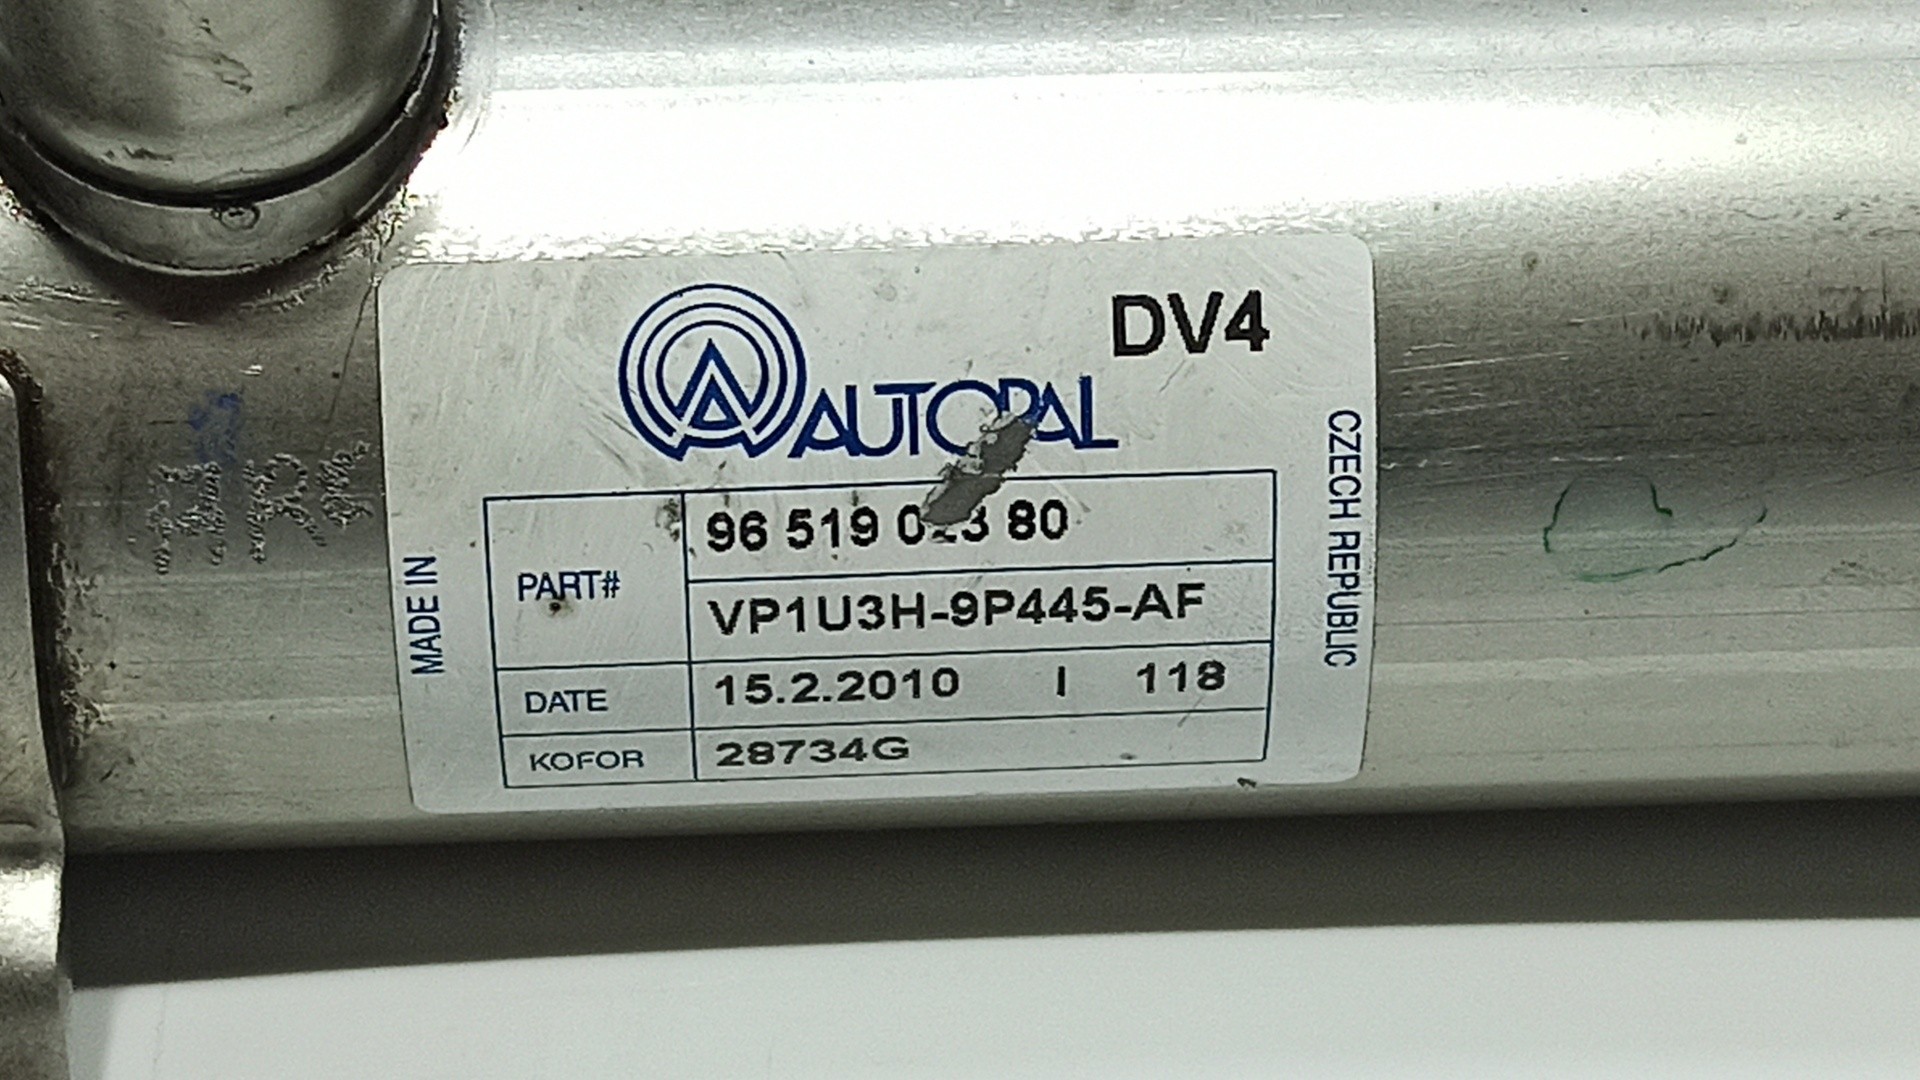 DV4
AUTOPAL
MADE IN
PART#
96 519 80
VP1U3H-9P445-AF
DATE
15.2.2010 I 118
KOFOR
28734G
CZECH REPUBLIC